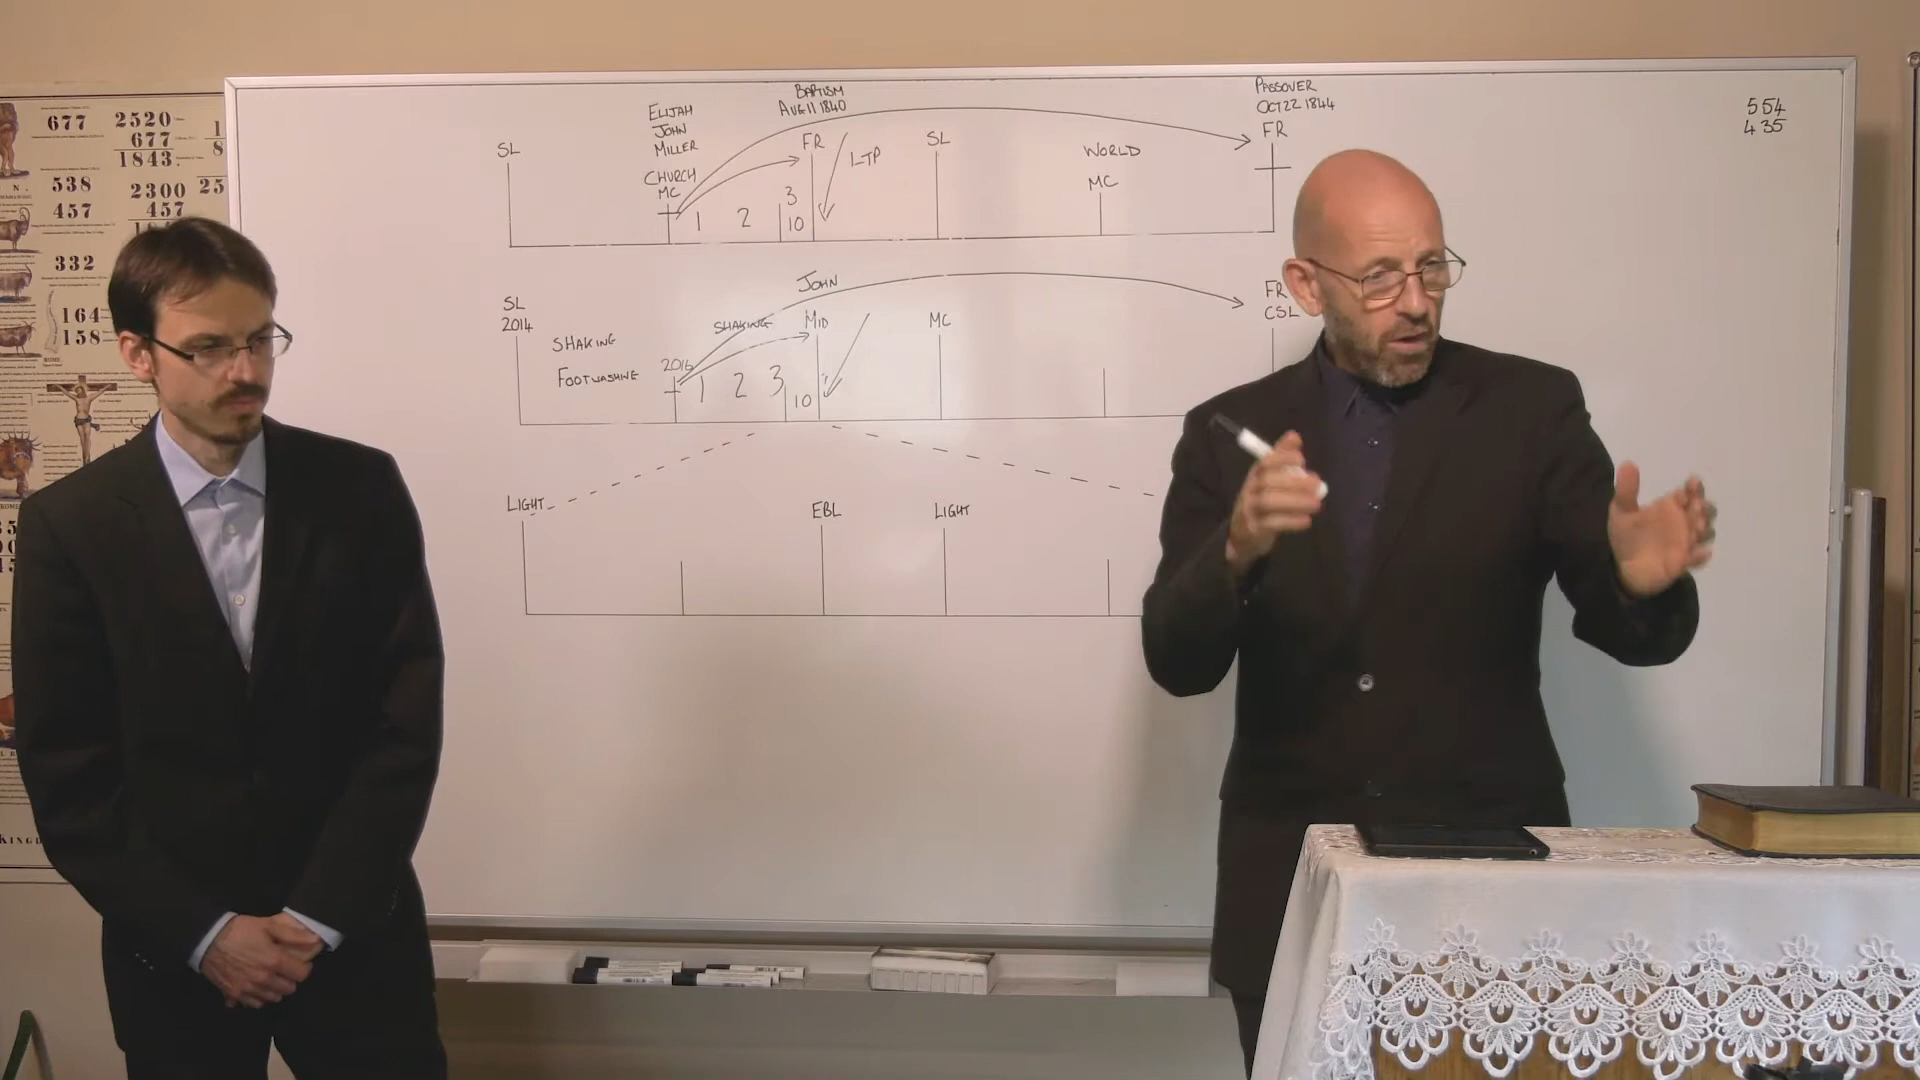 677
2520
677
1843
538
457
2300
457
25
332
164
158
BAPTISM
AUG 11 1840
PASSOVER
OCT 22 1844
FR
554
435
ELIJAH
JOHN
MILLER
CHURCH
MC
SL
FR
LTP
SL
WORLD
MC
1 2 3
10
JOHN
SL
2014
SHAKING
FOOTWASHING
SHAKING
MID
MC
FR
CSL
2016
1 2 3
10
LIGHT
EBL
LIGHT